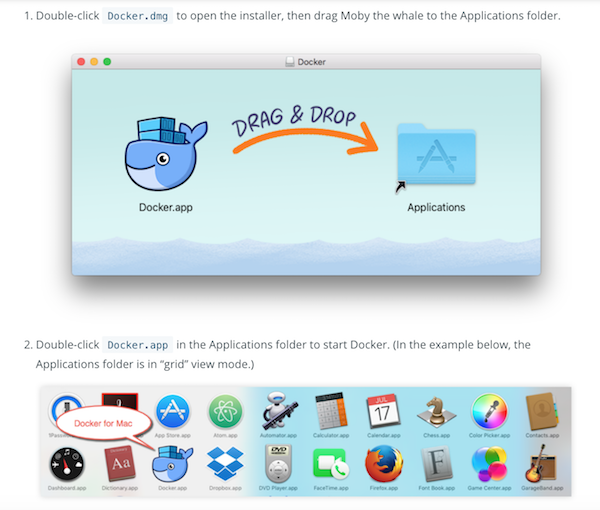 1. Double-click Docker.dmg to open the installer, then drag Moby the whale to the Applications folder.
Docker
DRAG & DROP
Docker.app
Applications
2. Double-click Docker.app in the Applications folder to start Docker. (In the example below, the
Applications folder is in “grid” view mode.)
Docker for Mac
JUL
17
App Store.app Atom.app Automator.app Calculator.app Calendar.app Chess.app Color Picker.app Contacts.app
Aa
DVD
F
Dashboard.app Dictionary.app Docker.app Dropbox.app DVD Player.app FaceTime.app Firefox.app Font Book.app Game Center.app GarageBand.app